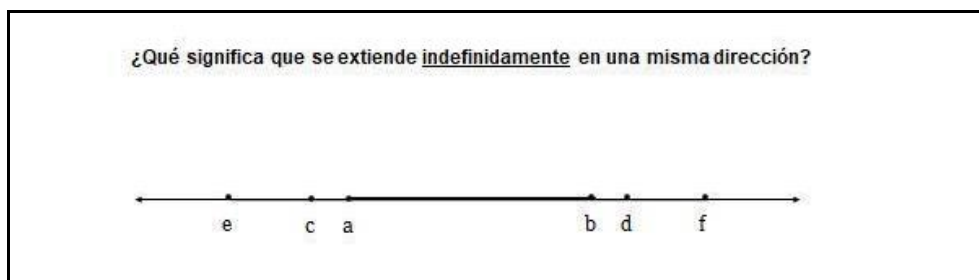 ¿Qué significa que se extiende indefinidamente en una misma dirección?
e c a b d f